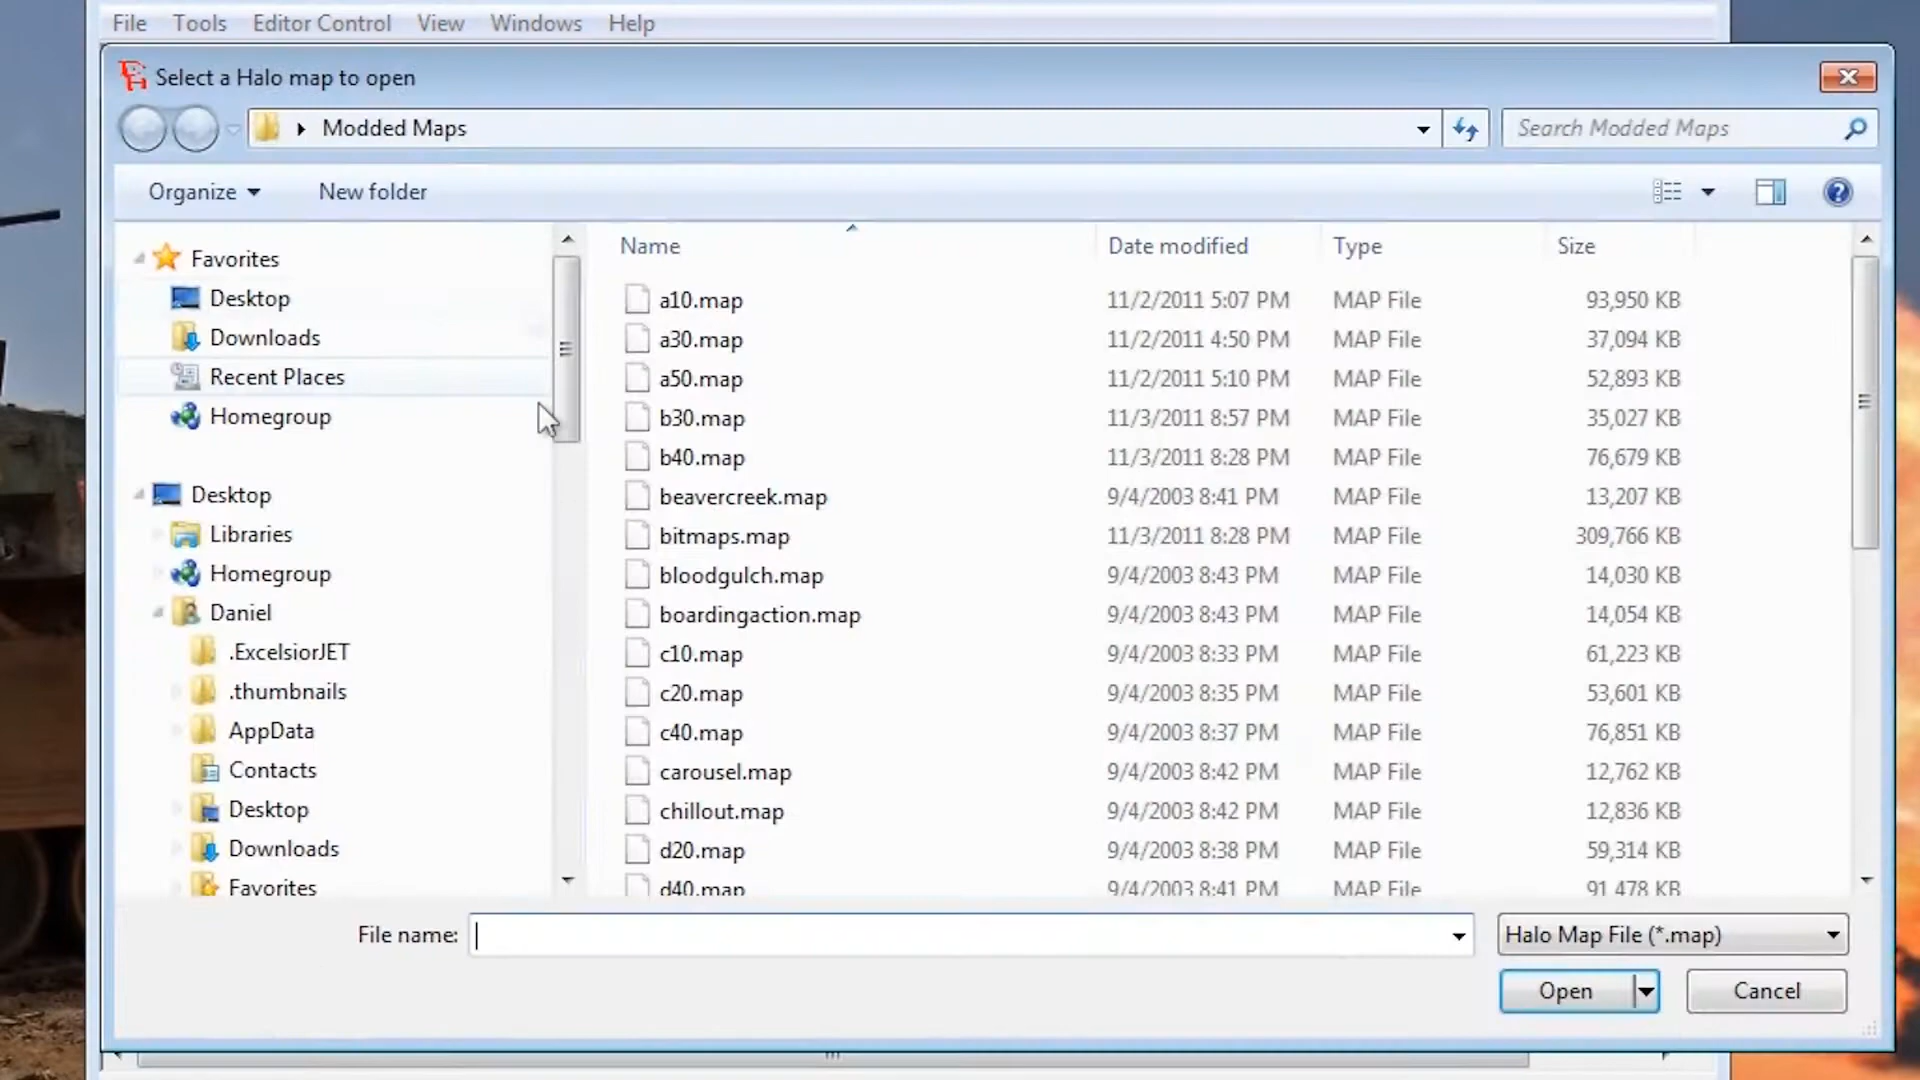 File Tools Editor Control View Windows Help
Select a Halo map to open
Modded Maps
Search Modded Maps
Organize New folder
Name Date modified Type Size
Favorites
Desktop
Downloads
Recent Places
Homegroup
Desktop
Libraries
Homegroup
Daniel
.ExcelsiorJET
.thumbnails
AppData
Contacts
Desktop
Downloads
Favorites
a10.map 11/2/2011 5:07 PM MAP File 93,950 KB
a30.map 11/2/2011 4:50 PM MAP File 37,094 KB
a50.map 11/2/2011 5:10 PM MAP File 52,893 KB
b30.map 11/3/2011 8:57 PM MAP File 35,027 KB
b40.map 11/3/2011 8:28 PM MAP File 76,679 KB
beavercreek.map 9/4/2003 8:41 PM MAP File 13,207 KB
bitmaps.map 11/3/2011 8:28 PM MAP File 309,766 KB
bloodgulch.map 9/4/2003 8:43 PM MAP File 14,030 KB
boardingaction.map 9/4/2003 8:43 PM MAP File 14,054 KB
c10.map 9/4/2003 8:33 PM MAP File 61,223 KB
c20.map 9/4/2003 8:35 PM MAP File 53,601 KB
c40.map 9/4/2003 8:37 PM MAP File 76,851 KB
carousel.map 9/4/2003 8:42 PM MAP File 12,762 KB
chillout.map 9/4/2003 8:42 PM MAP File 12,836 KB
d20.map 9/4/2003 8:38 PM MAP File 59,314 KB
d40.map 9/4/2003 8:41 PM MAP File 91,478 KB
File name: Halo Map File (*.map)
Open Cancel